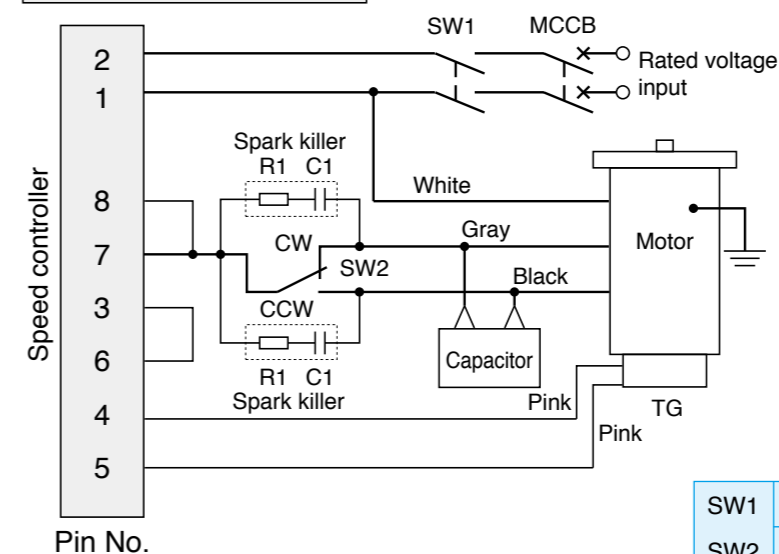 SW1 MCCB
2
Rated voltage
input
1
Spark killer
R1 C1
White
8
Gray
Motor
7
CW
SW2
Black
Speed controller
3
CCW
6
Capacitor
R1 C1
Spark killer
Pink
TG
4
Pink
5
Pin No.
SW1
SW2